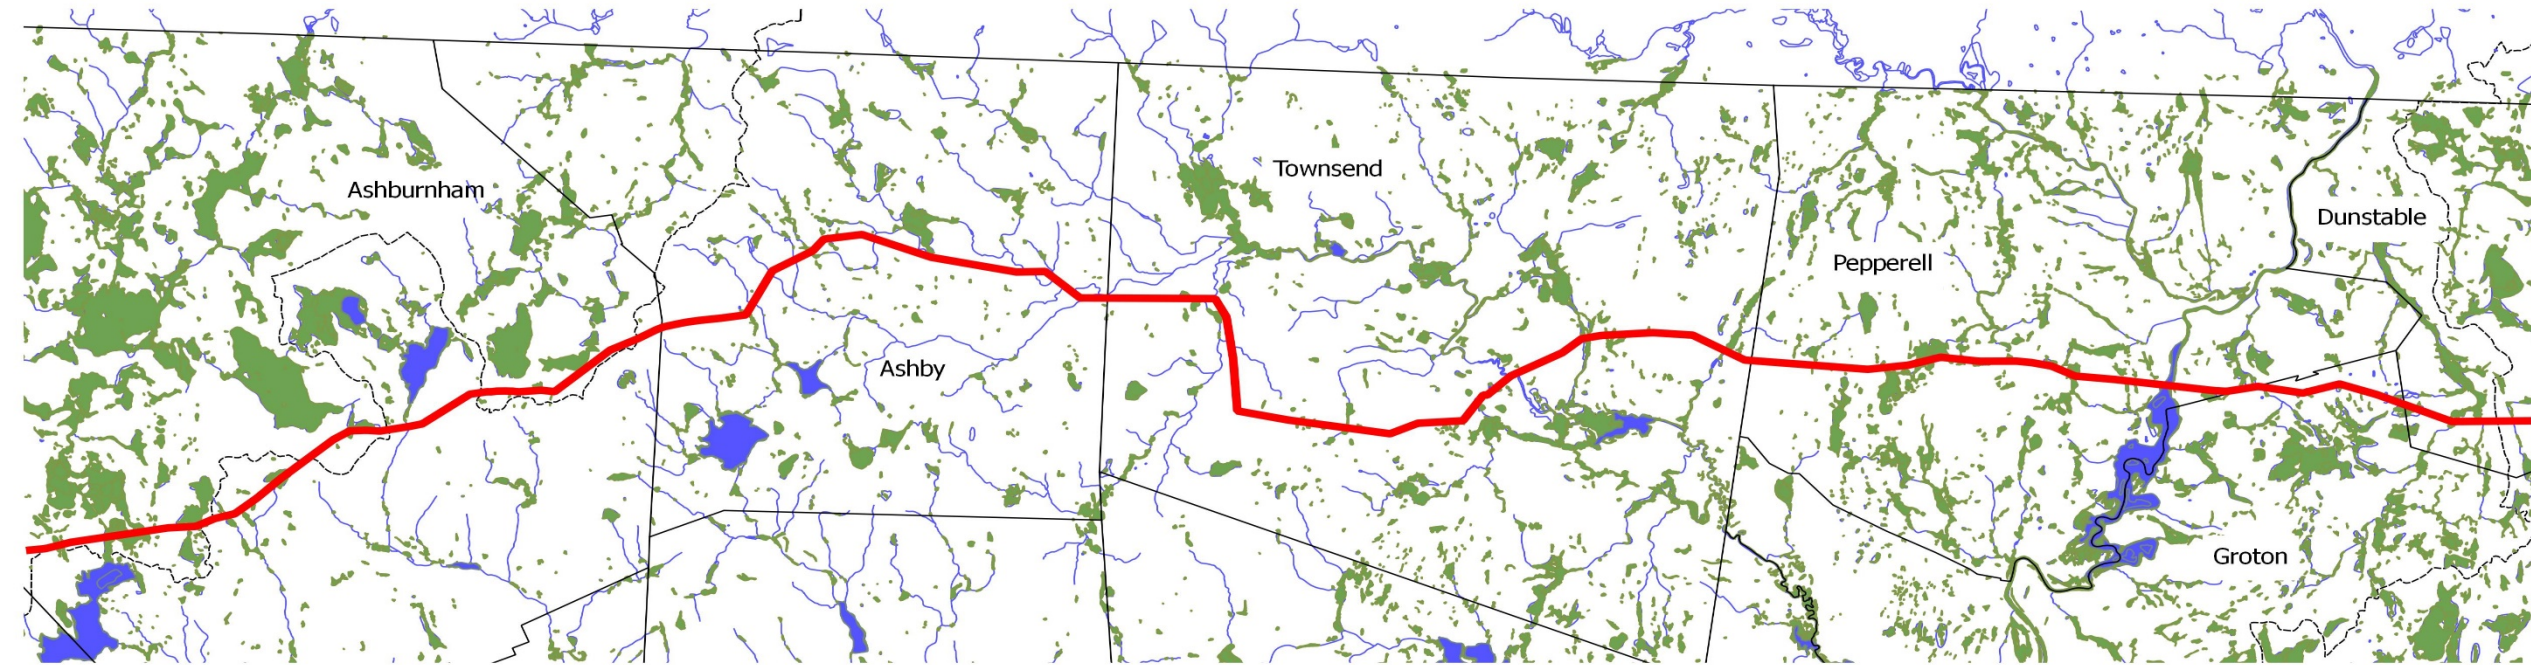 Ashburnham
Townsend
Dunstable
Pepperell
Ashby
Groton